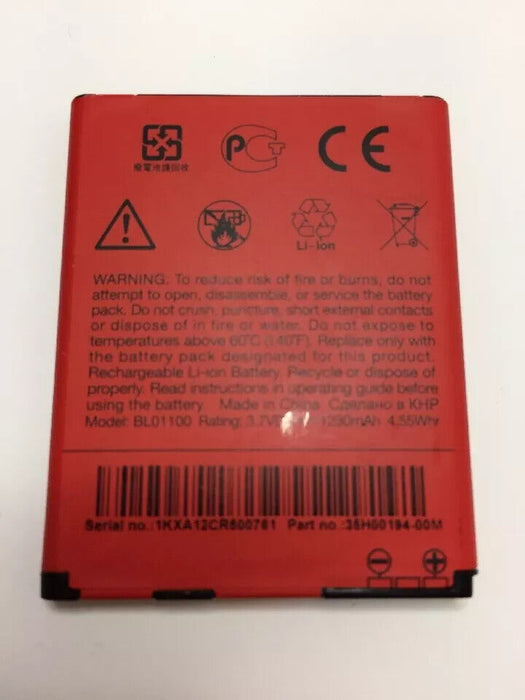 廢電池請回收
PCT
CE
Li-ion
WARNING: To reduce risk of fire or burns, do not
attempt to open, disassemble, or service the battery
pack. Do not crush, puncture, short external contacts
or dispose of in fire or water. Do not expose to
temperatures above 60°C (140°F). Replace only with
the battery pack designated for this product.
Rechargeable Li-ion Battery. Recycle or dispose of
properly. Read instructions in operating guide before
using the battery. Made in China Сделано в КНР
Model: BL01100 Rating: 1230mAh 4.55Whr
Serial no.: 1KXA12CR500761 Part no.:35H00194-00M